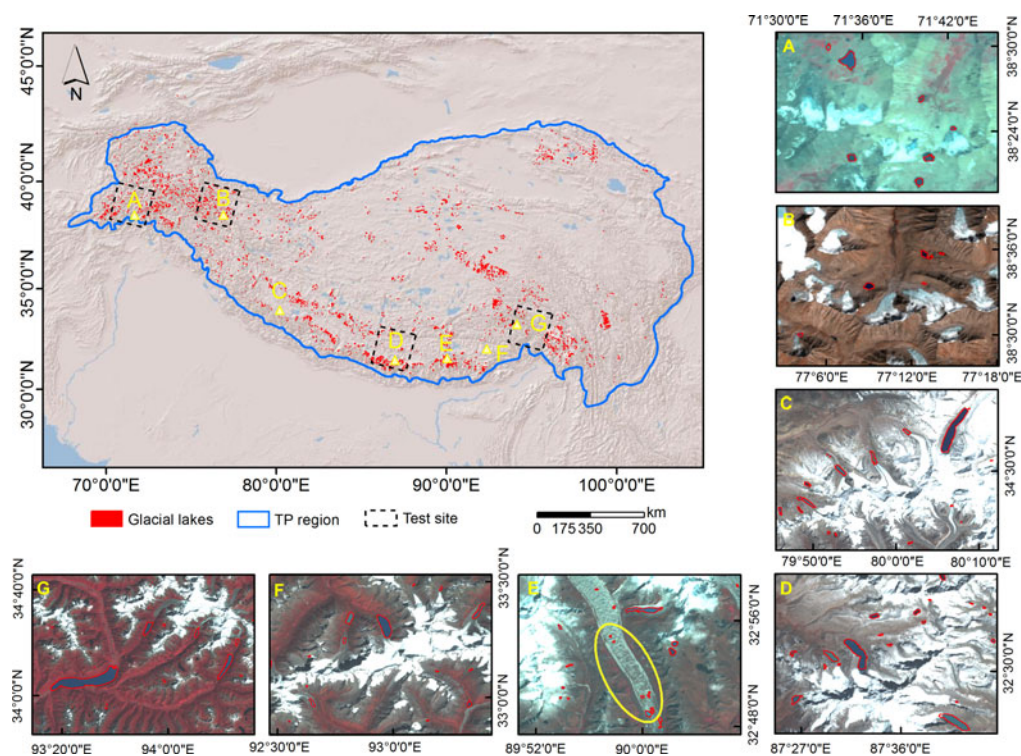 45°0'0"N
40°0'0"N
35°0'0"N
30°0'0"N
N
A
B
C
D
E
F
G
70°0'0"E
80°0'0"E
90°0'0"E
100°0'0"E
Glacial lakes
TP region
Test site
km
0 175 350 700
71°30'0"E
71°36'0"E
71°42'0"E
A
38°30'0"N
38°24'0"N
B
38°36'0"N
38°30'0"N
77°6'0"E
77°12'0"E
77°18'0"E
C
34°30'0"N
79°50'0"E
80°0'0"E
80°10'0"E
D
32°30'0"N
87°27'0"E
87°36'0"E
G
34°40'0"N
34°0'0"N
93°20'0"E
94°0'0"E
F
33°30'0"N
33°0'0"N
92°30'0"E
93°0'0"E
E
32°56'0"N
32°48'0"N
89°52'0"E
90°0'0"E